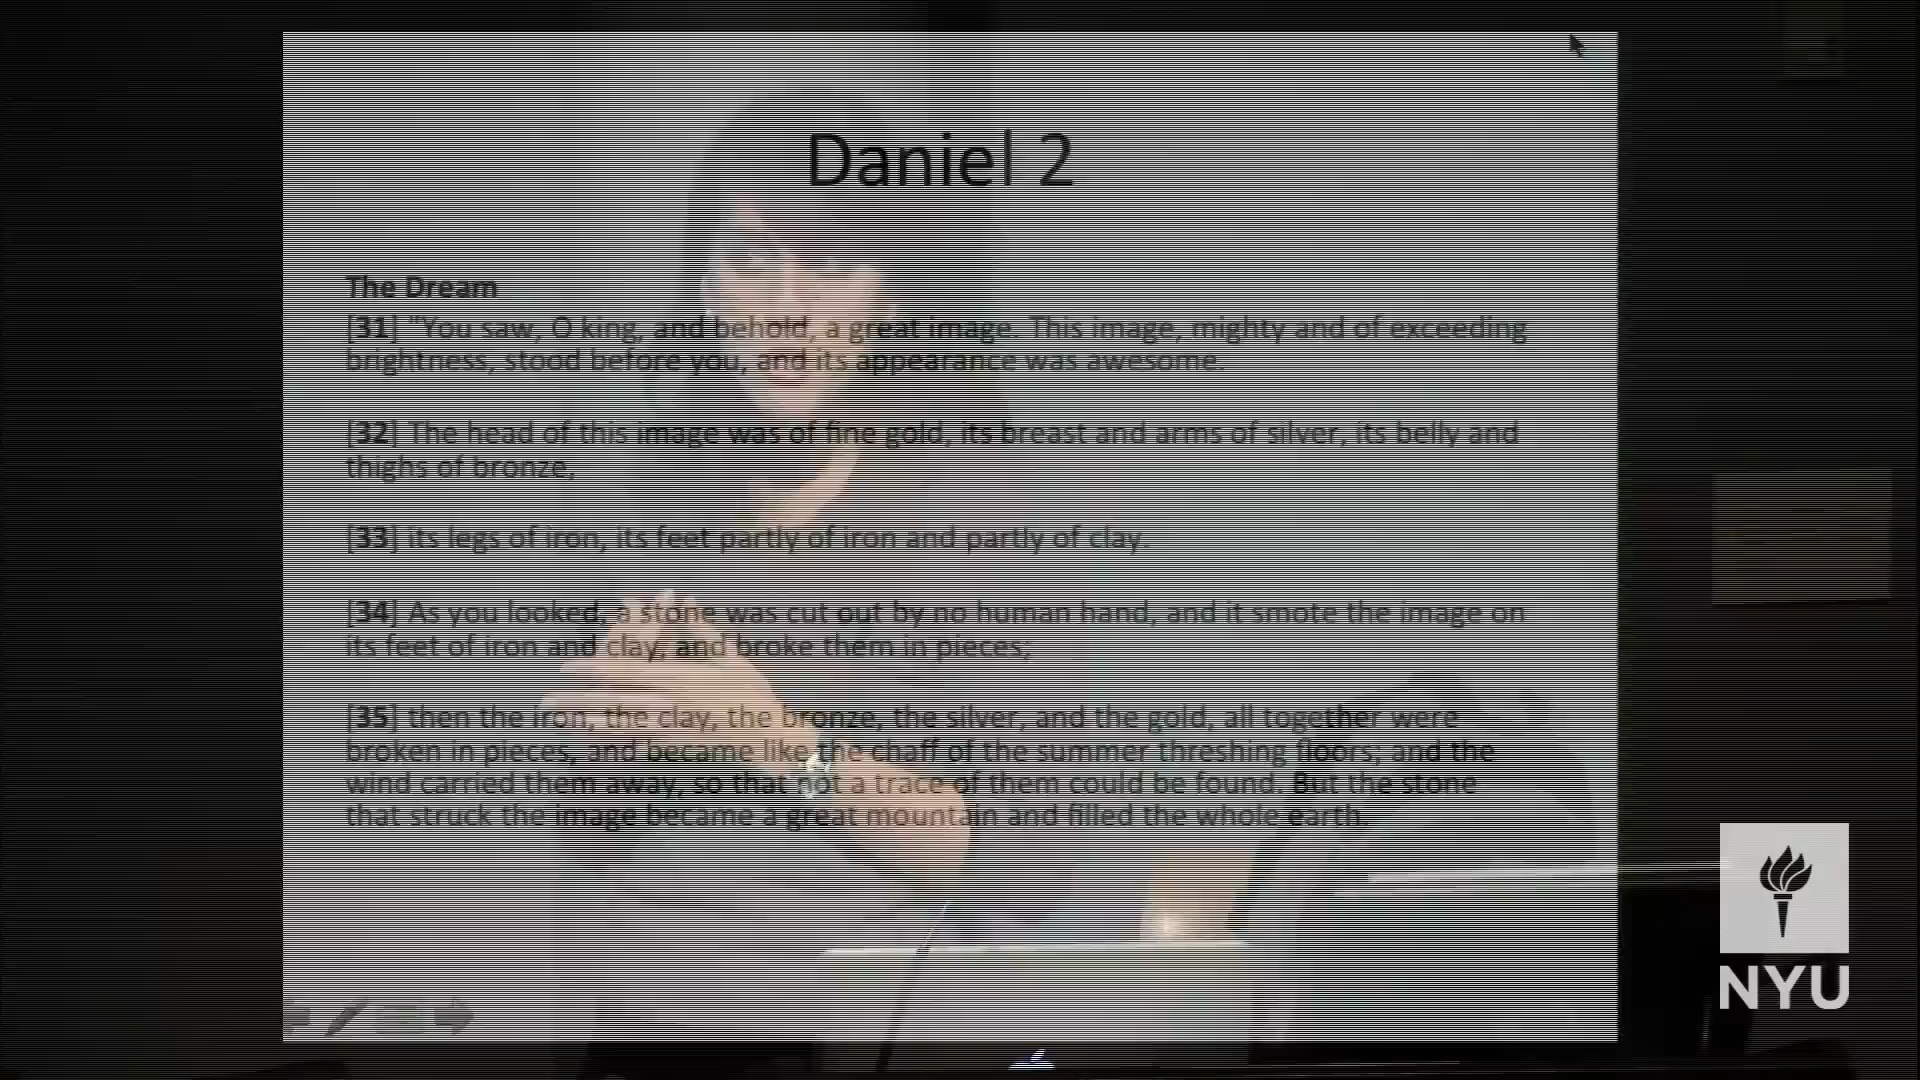 Daniel 2
The Dream
[31] "You saw, O king, and behold, a great image. This image, mighty and of exceeding
brightness, stood before you, and its appearance was awesome.
[32] The head of this image was of fine gold, its breast and arms of silver, its belly and
thighs of bronze,
[33] its legs of iron, its feet partly of iron and partly of clay.
[34] As you looked, a stone was cut out by no human hand, and it smote the image on
its feet of iron and clay, and broke them in pieces;
[35] then the iron, the clay, the bronze, the silver, and the gold, all together were
broken in pieces, and became like the chaff of the summer threshing floors; and the
wind carried them away, so that not a trace of them could be found. But the stone
that struck the image became a great mountain and filled the whole earth.
NYU